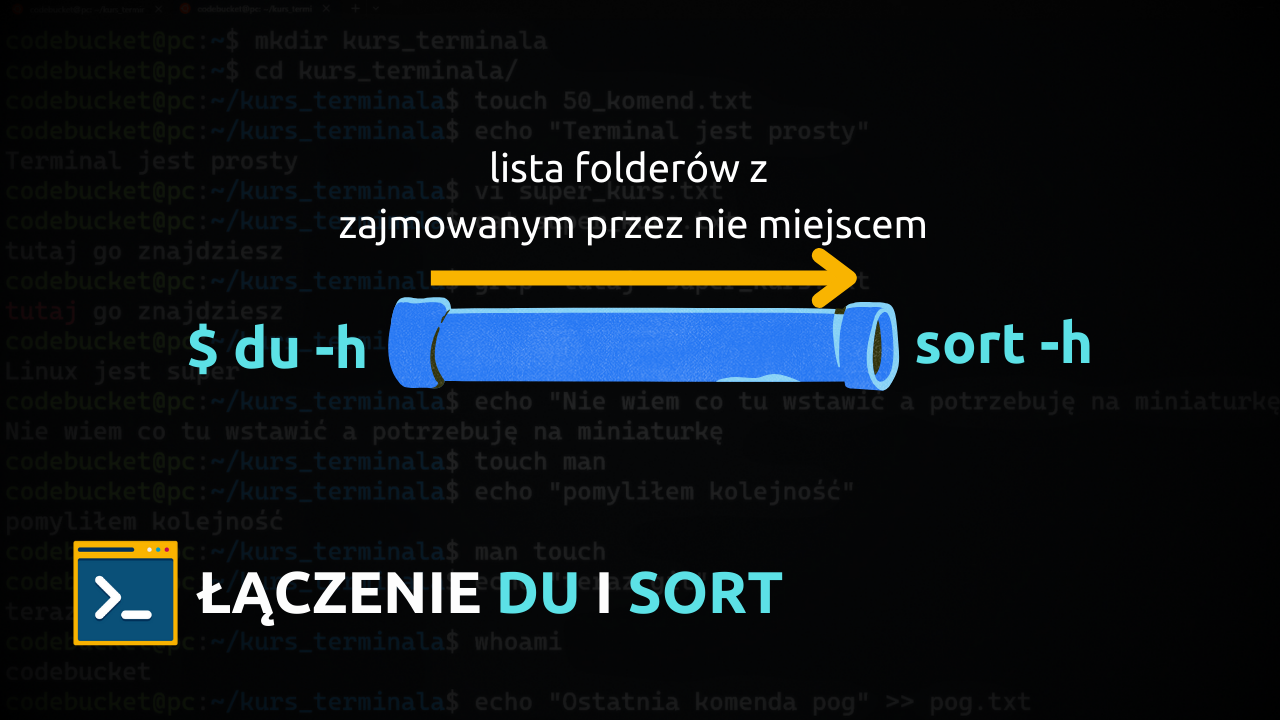 codebucket@pc:~$ mkdir kurs_terminala
codebucket@pc:~$ cd kurs_terminala/
codebucket@pc:~/kurs_terminala$ touch 50_komend.txt
codebucket@pc:~/kurs_terminala$ echo "Terminal jest prosty"
Terminal jest prosty
lista folderów z
codebucket@pc:~/kurs_terminala$ vi super_kurs.txt
zajmowanym przez nie miejscem
tutaj go znajdziesz
codebucket@pc:~/kurs_terminala$ grep
tutaj go znajdziesz
$ du -h
sort -h
Linux jest super
codebucket@pc:~/kurs_terminala$ echo "Nie wiem co tu wstawić a potrzebuję na miniaturkę
Nie wiem co tu wstawić a potrzebuję na miniaturkę
codebucket@pc:~/kurs_terminala$ touch man
codebucket@pc:~/kurs_terminala$ echo "pomyliłem kolejność"
pomyliłem kolejność
$ man touch
ŁĄCZENIE DU I SORT
$ whoami
codebucket
codebucket@pc:~/kurs_terminala$ echo "Ostatnia komenda pog" >> pog.txt